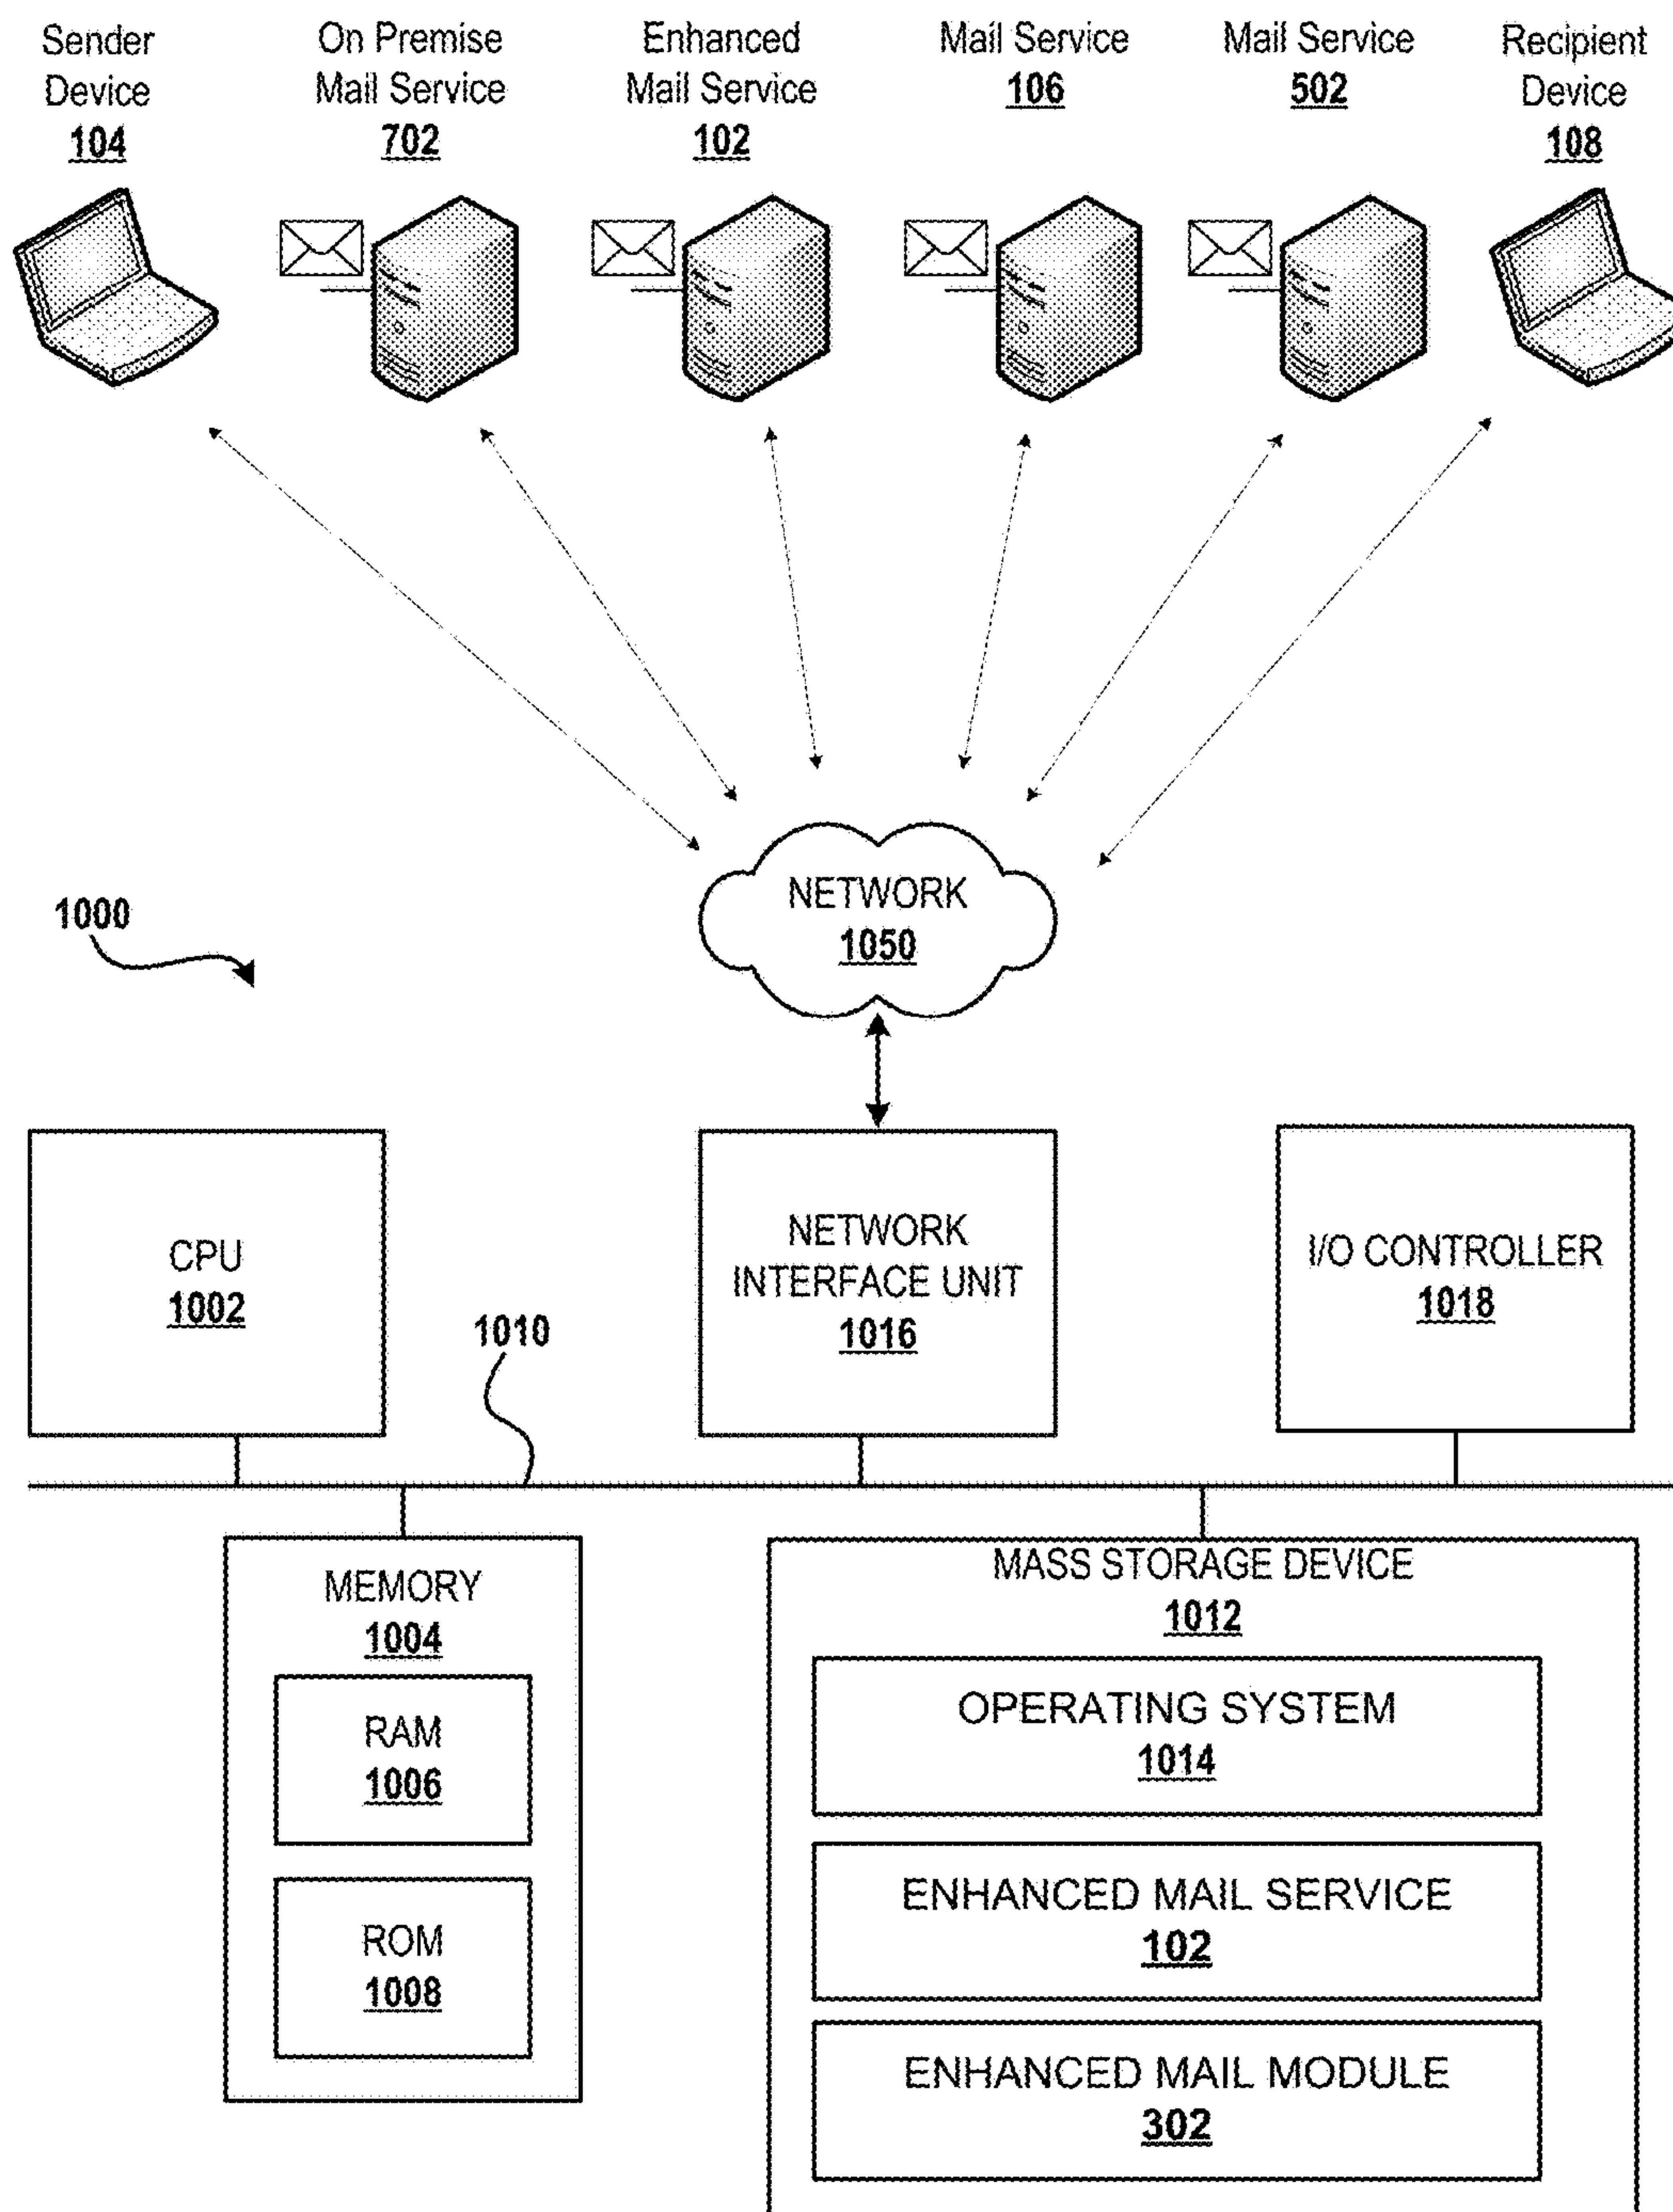 Sender
Device
104
On Premise
Mail Service
702
Enhanced
Mail Service
102
Mail Service
106
Mail Service
502
Recipient
Device
108
NETWORK
1050
1000
CPU
1002
NETWORK
INTERFACE UNIT
1016
I/O CONTROLLER
1018
1010
MEMORY
1004
RAM
1006
ROM
1008
MASS STORAGE DEVICE
1012
OPERATING SYSTEM
1014
ENHANCED MAIL SERVICE
102
ENHANCED MAIL MODULE
302